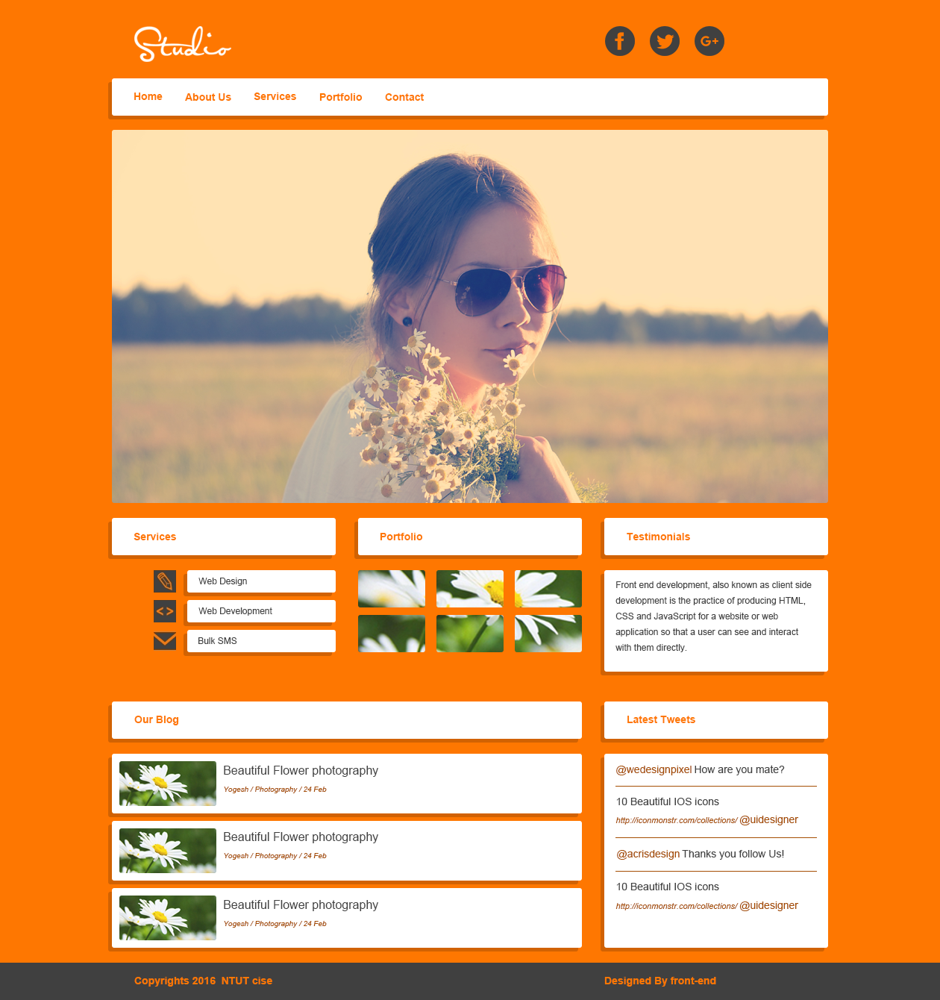 Studio
Home About Us Services Portfolio Contact
Services
Web Design
Web Development
Bulk SMS
Portfolio
Testimonials
Front end development, also known as client side
development is the practice of producing HTML,
CSS and JavaScript for a website or web
application so that a user can see and interact
with them directly.
Our Blog
Beautiful Flower photography
Yogesh / Photography / 24 Feb
Beautiful Flower photography
Yogesh / Photography / 24 Feb
Beautiful Flower photography
Yogesh / Photography / 24 Feb
Latest Tweets
@wedesignpixel How are you mate?
10 Beautiful IOS icons
http://iconmonstr.com/collections/ @uidesigner
@acrisdesign Thanks you follow Us!
10 Beautiful IOS icons
http://iconmonstr.com/collections/ @uidesigner
Copyrights 2016 NTUT cise
Designed By front-end